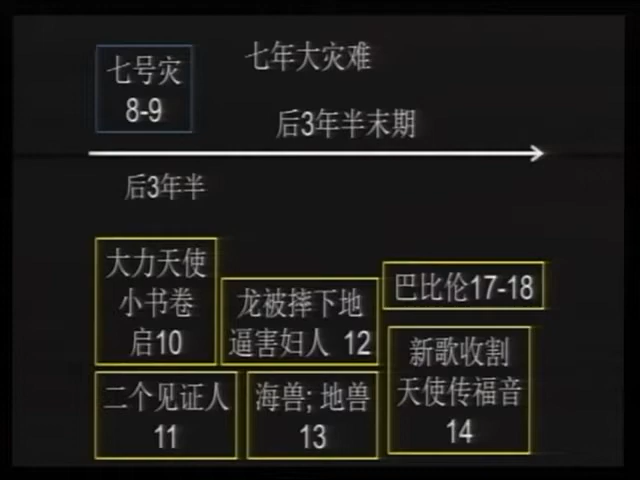 七号灾
8-9
七年大灾难
后3年半末期
后3年半
大力天使
小书卷
启10
龙被摔下地
逼害妇人 12
巴比伦17-18
二个见证人
11
海兽; 地兽
13
新歌收割
天使传福音
14